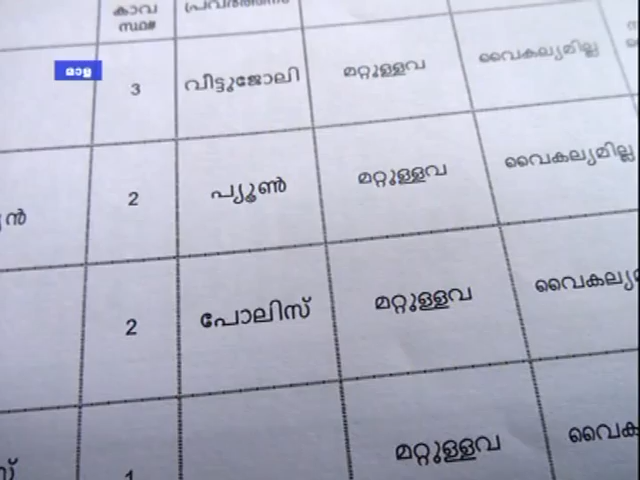 കാവ
സ്ഥ#
മാള
3 വീട്ടുജോലി മറ്റുള്ളവ വൈകല്യമില്ല
2 പ്യൂൺ മറ്റുള്ളവ വൈകല്യമില്ല
2 പോലിസ് മറ്റുള്ളവ
1 മറ്റുള്ളവ